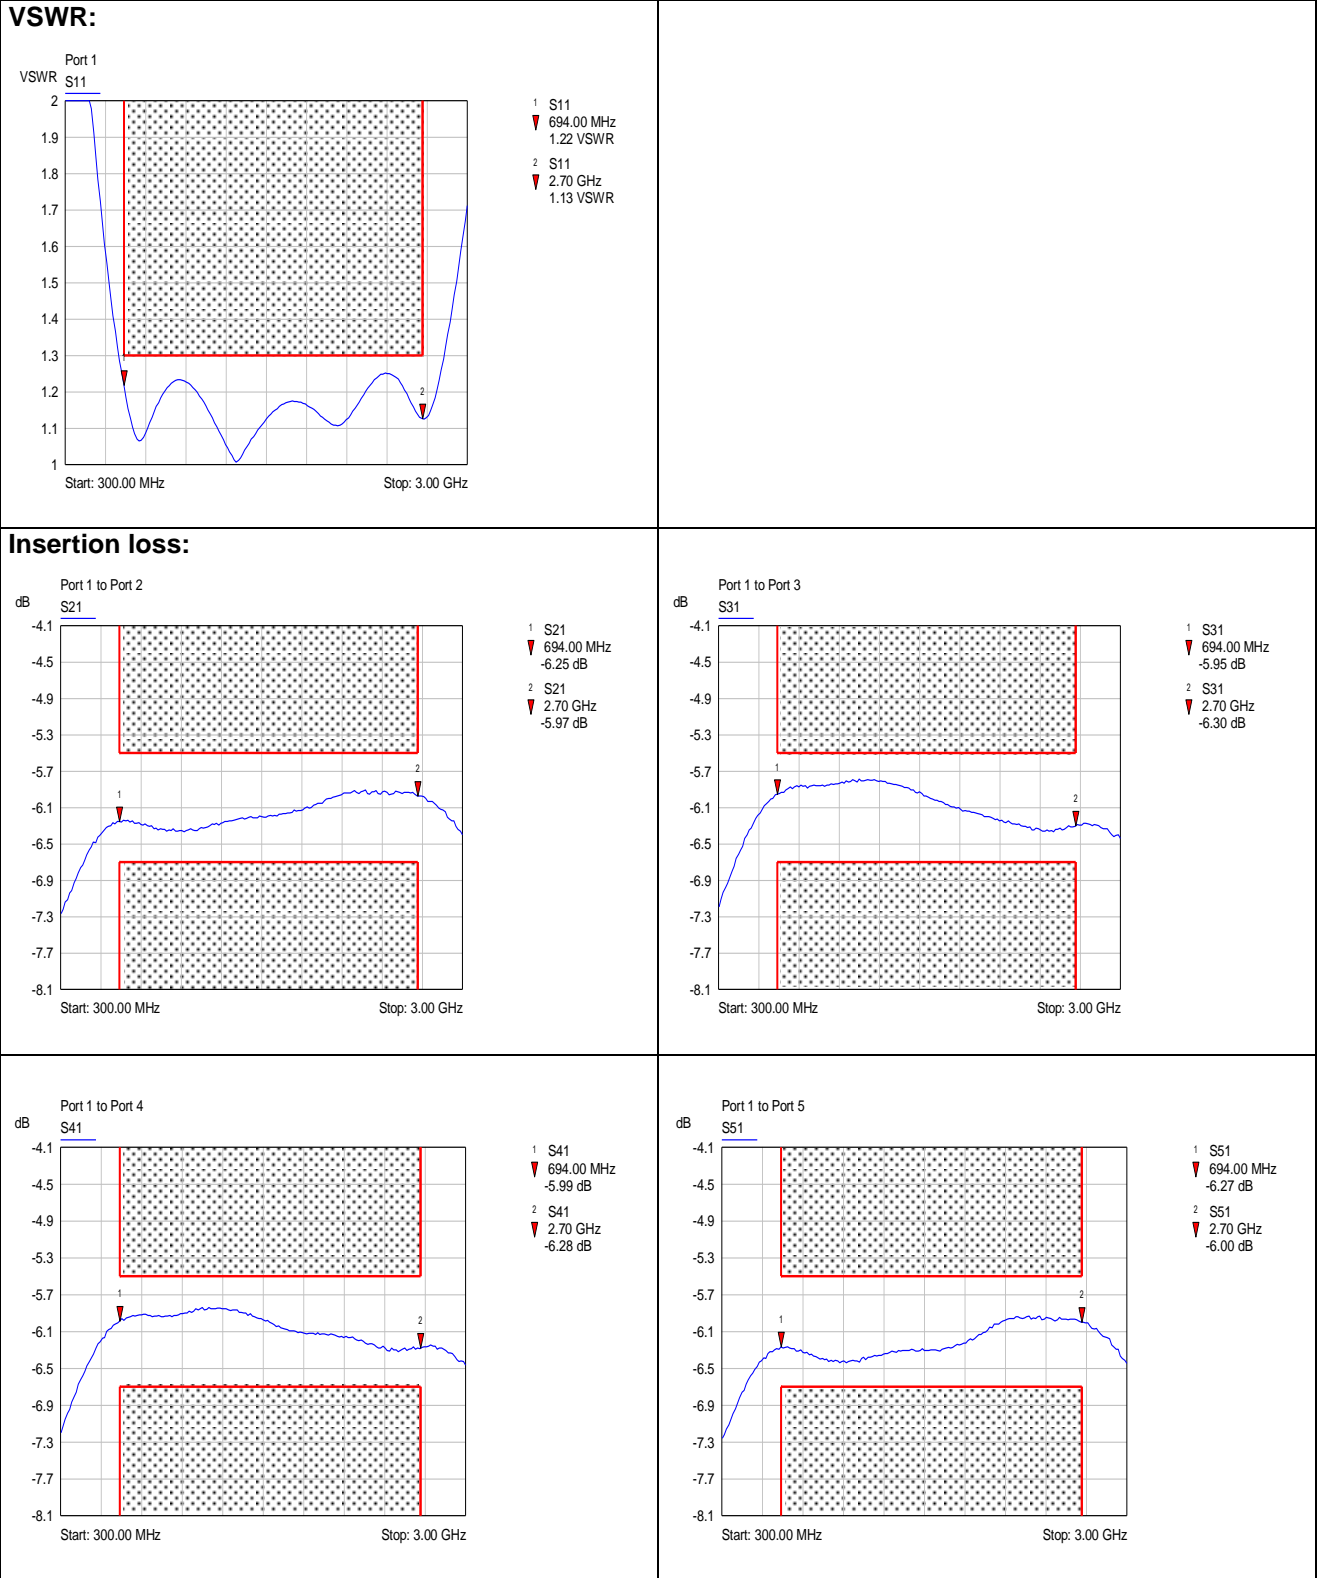 VSWR:
Port 1
VSWR
S11
2
1.9
1.8
1.7
1.6
1.5
1.4
1.3
1.2
1.1
1
1
2
Start: 300.00 MHz
Stop: 3.00 GHz
1 S11
694.00 MHz
1.22 VSWR
2 S11
2.70 GHz
1.13 VSWR
Insertion loss:
Port 1 to Port 2
dB
S21
-4.1
-4.5
-4.9
-5.3
-5.7
-6.1
-6.5
-6.9
-7.3
-7.7
-8.1
1
2
Start: 300.00 MHz
Stop: 3.00 GHz
1 S21
694.00 MHz
-6.25 dB
2 S21
2.70 GHz
-5.97 dB
Port 1 to Port 3
dB
S31
-4.1
-4.5
-4.9
-5.3
-5.7
-6.1
-6.5
-6.9
-7.3
-7.7
-8.1
1
2
Start: 300.00 MHz
Stop: 3.00 GHz
1 S31
694.00 MHz
-5.95 dB
2 S31
2.70 GHz
-6.30 dB
Port 1 to Port 4
dB
S41
-4.1
-4.5
-4.9
-5.3
-5.7
-6.1
-6.5
-6.9
-7.3
-7.7
-8.1
1
2
Start: 300.00 MHz
Stop: 3.00 GHz
1 S41
694.00 MHz
-5.99 dB
2 S41
2.70 GHz
-6.28 dB
Port 1 to Port 5
dB
S51
-4.1
-4.5
-4.9
-5.3
-5.7
-6.1
-6.5
-6.9
-7.3
-7.7
-8.1
1
2
Start: 300.00 MHz
Stop: 3.00 GHz
1 S51
694.00 MHz
-6.27 dB
2 S51
2.70 GHz
-6.00 dB